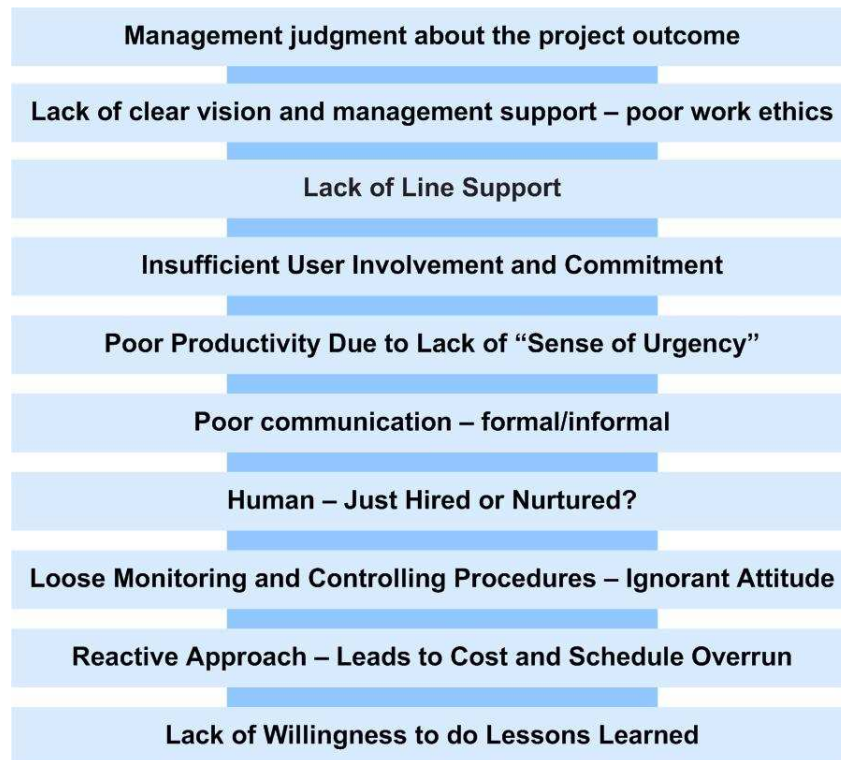 Management judgment about the project outcome
Lack of clear vision and management support – poor work ethics
Lack of Line Support
Insufficient User Involvement and Commitment
Poor Productivity Due to Lack of “Sense of Urgency”
Poor communication – formal/informal
Human – Just Hired or Nurtured?
Loose Monitoring and Controlling Procedures – Ignorant Attitude
Reactive Approach – Leads to Cost and Schedule Overrun
Lack of Willingness to do Lessons Learned